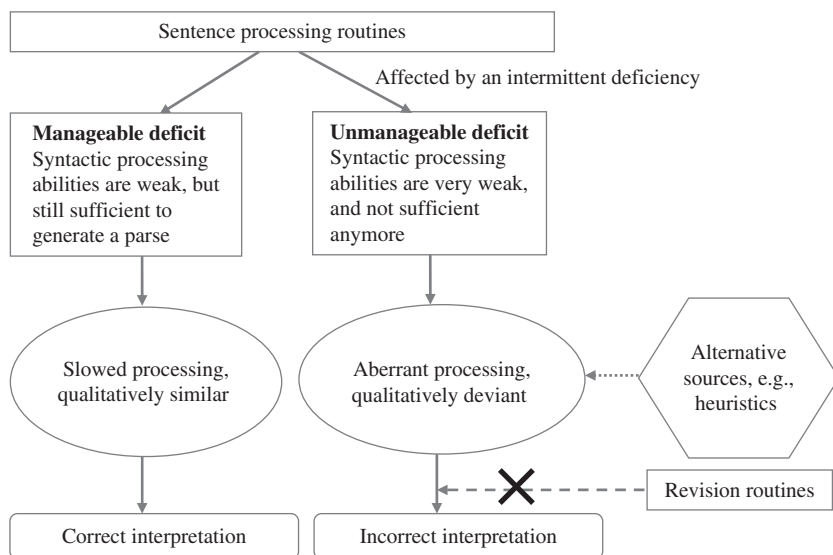 Sentence processing routines
Affected by an intermittent deficiency
Manageable deficit
Syntactic processing
abilities are weak, but
still sufficient to
generate a parse
Unmanageable deficit
Syntactic processing
abilities are very weak,
and not sufficient
anymore
Slowed processing,
qualitatively similar
Aberrant processing,
qualitatively deviant
Alternative
sources, e.g.,
heuristics
Revision routines
Correct interpretation
Incorrect interpretation